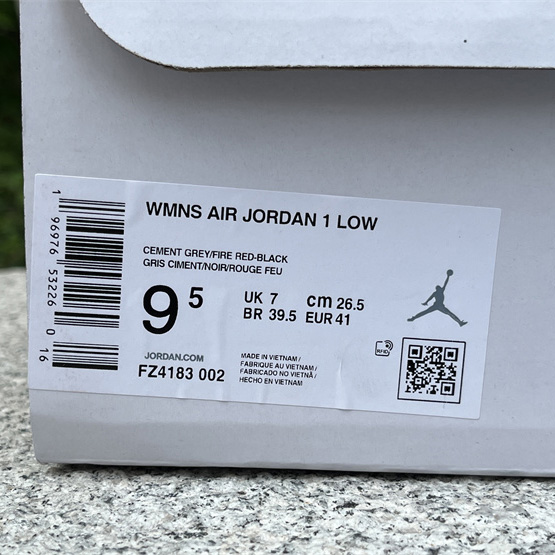 WMNS AIR JORDAN 1 LOW
CEMENT GREY/FIRE RED-BLACK
GRIS CIMENT/NOIR/ROUGE FEU
9 5
UK 7 cm 26.5
BR 39.5 EUR 41
JORDAN.COM
FZ4183 002
MADE IN VIETNAM /
FABRIQUE AU VIETNAM /
FABRICADO NO VIETNÃ /
HECHO EN VIETNAM
RFID
1 96976 53226 0 16